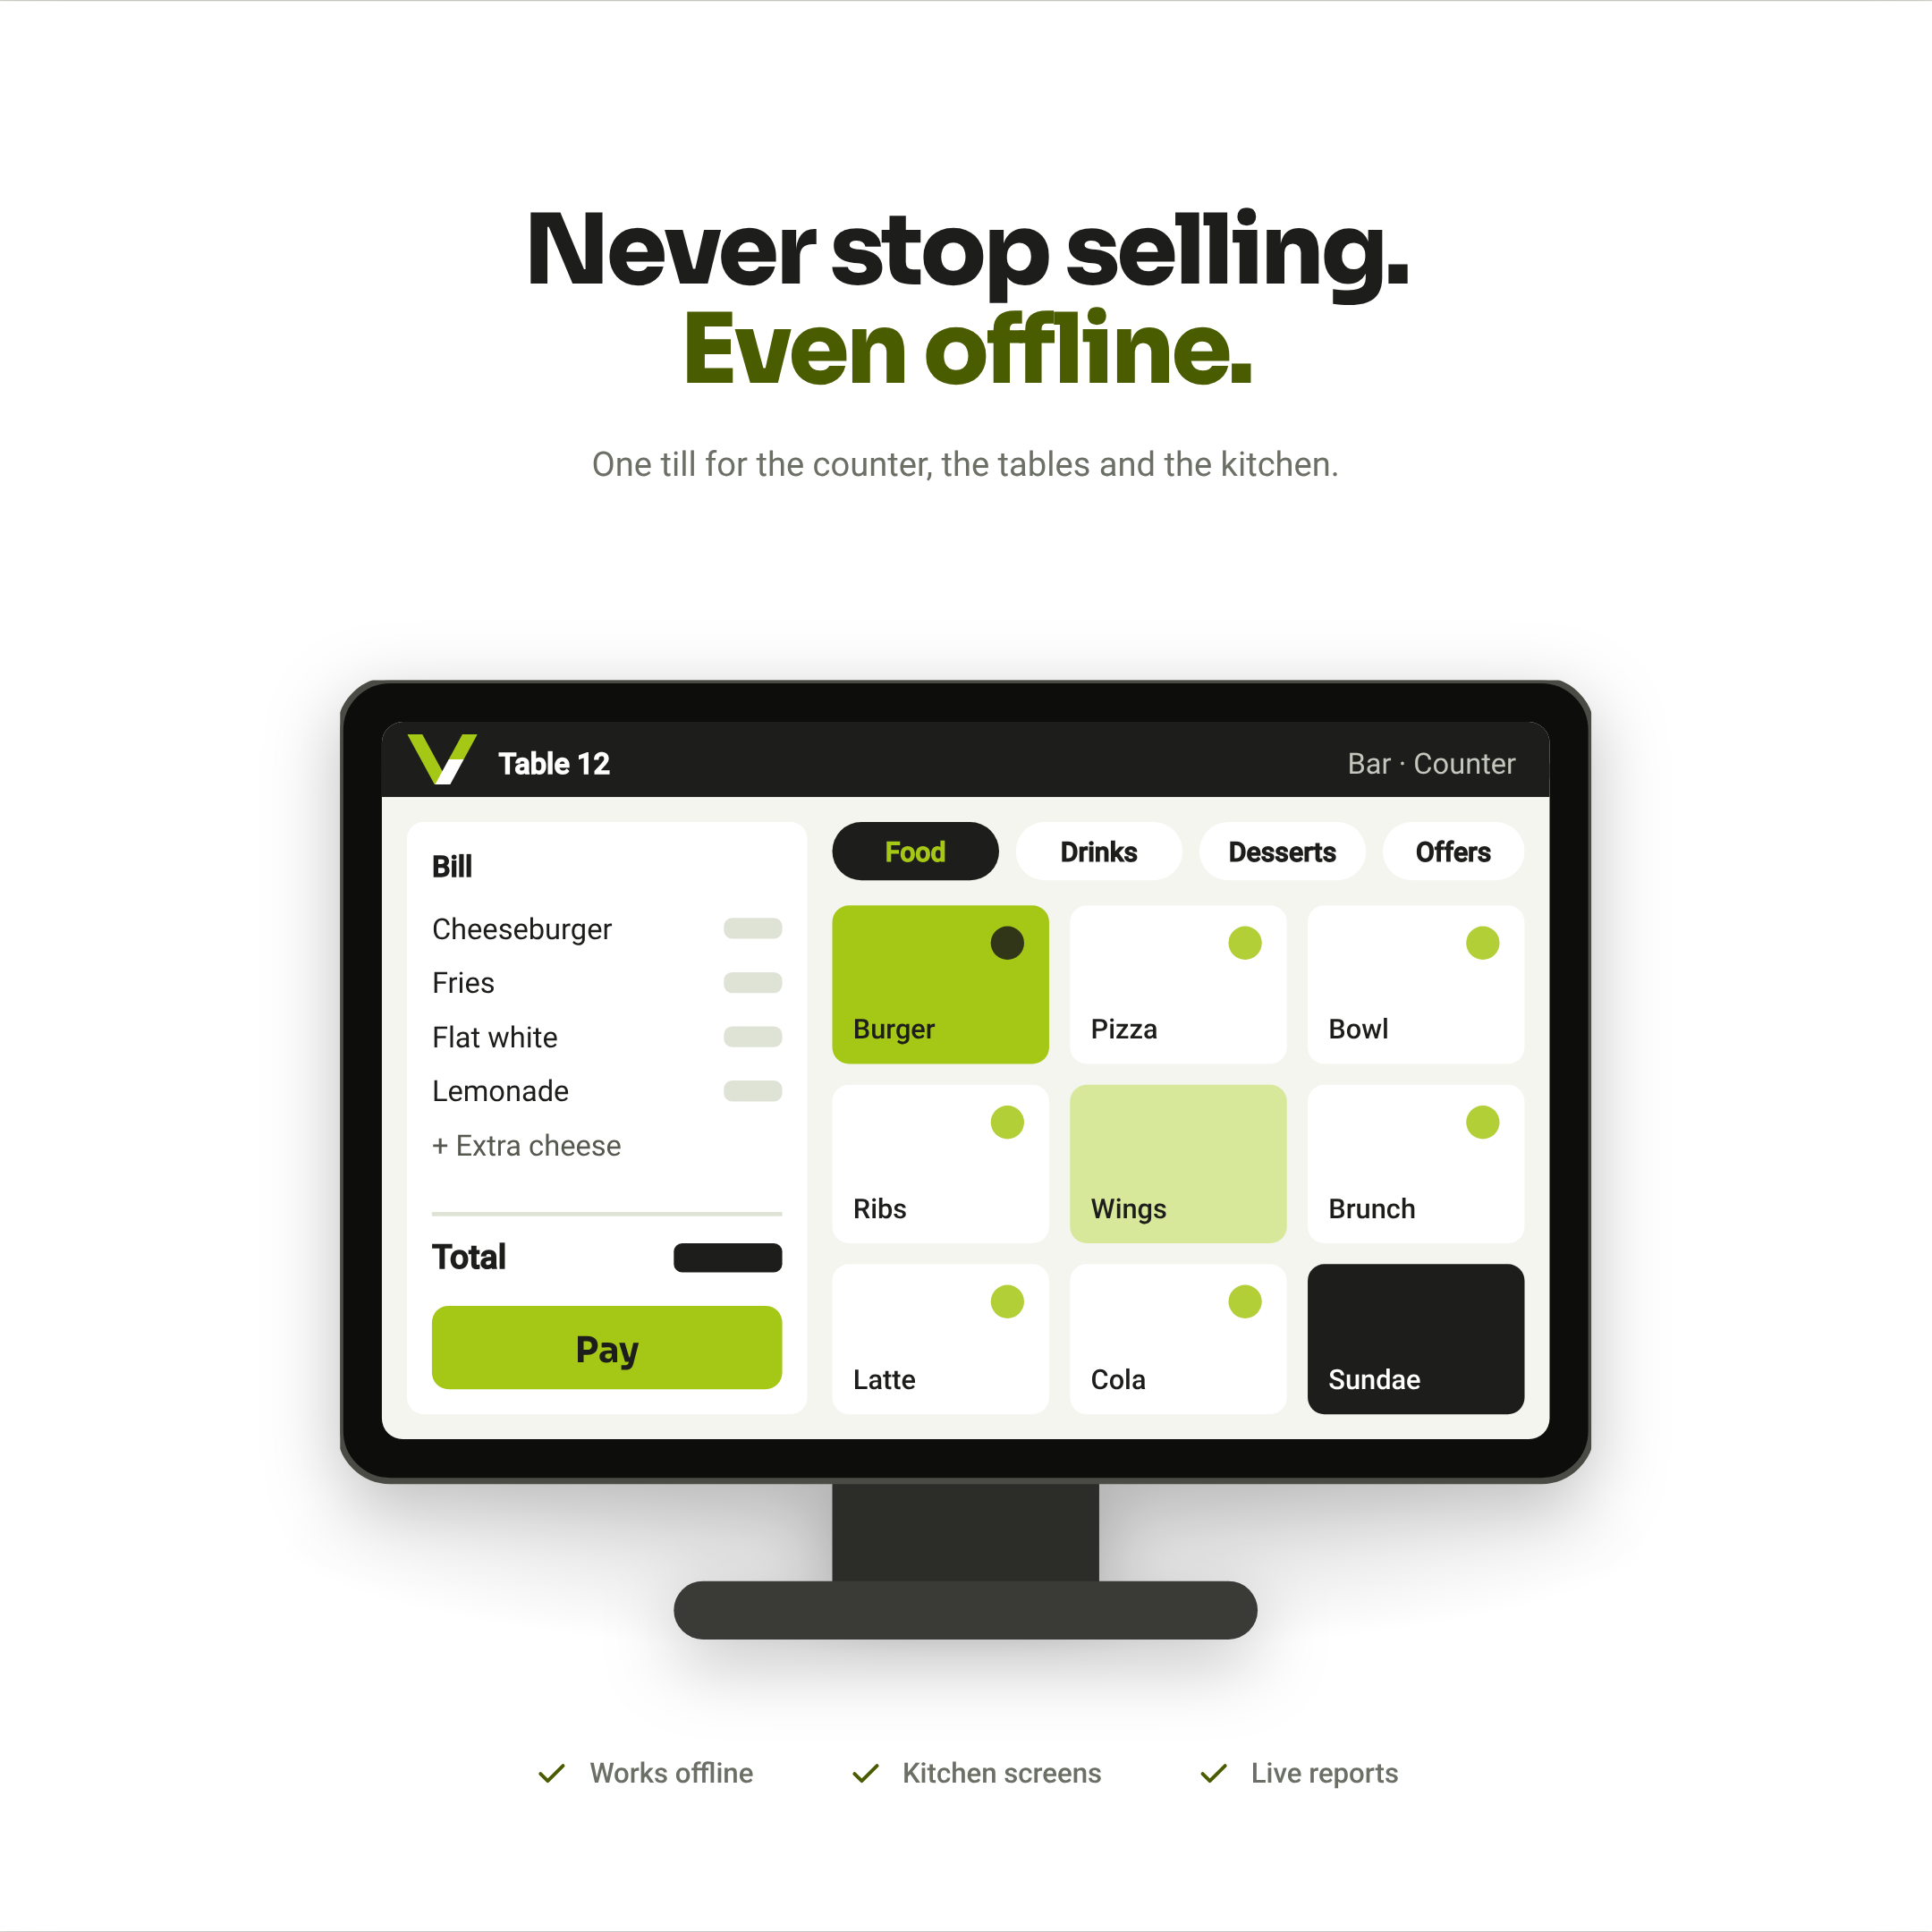 Never stop selling.
Even offline.
One till for the counter, the tables and the kitchen.
Table 12
Bar · Counter
Bill
Cheeseburger
Fries
Flat white
Lemonade
+ Extra cheese
Total
Pay
Food
Drinks
Desserts
Offers
Burger
Pizza
Bowl
Ribs
Wings
Brunch
Latte
Cola
Sundae
Works offline
Kitchen screens
Live reports